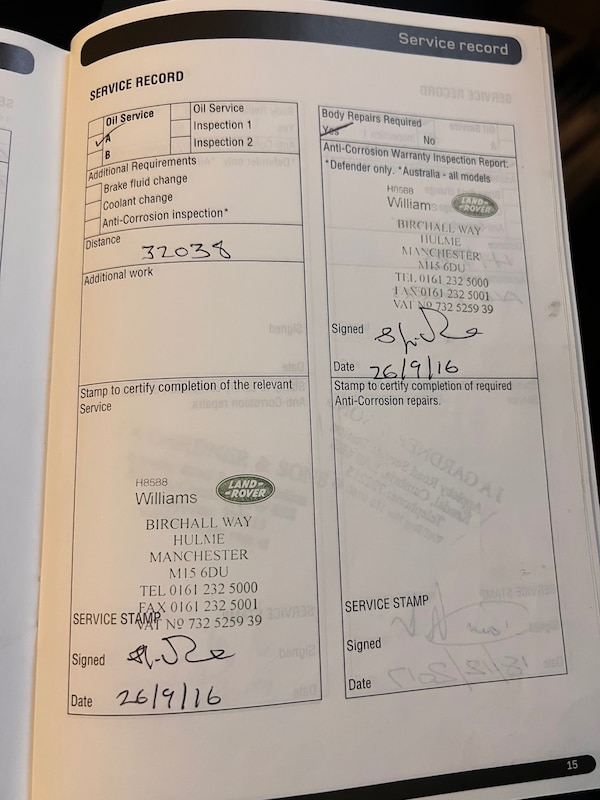 Service record
SERVICE RECORD
Oil Service
A
B
Oil Service
Inspection 1
Inspection 2
Additional Requirements
Brake fluid change
Coolant change
Anti-Corrosion inspection*
Distance
32038
Additional work
Stamp to certify completion of the relevant
Service
H8588
Williams
LAND-
-ROVER
BIRCHALL WAY
HULME
MANCHESTER
M15 6DU
TEL 0161 232 5000
FAX 0161 232 5001
VAT Nº 732 5259 39
SERVICE STAMP
Signed
Date 26/9/16
Body Repairs Required
Yes No
Anti-Corrosion Warranty Inspection Report:
*Defender only. *Australia - all models
H8588
Williams
LAND-
-ROVER
BIRCHALL WAY
HULME
MANCHESTER
M15 6DU
TEL 0161 232 5000
FAX 0161 232 5001
VAT Nº 732 5259 39
Signed
Date 26/9/16
Stamp to certify completion of required
Anti-Corrosion repairs.
SERVICE STAMP
Signed
Date
15